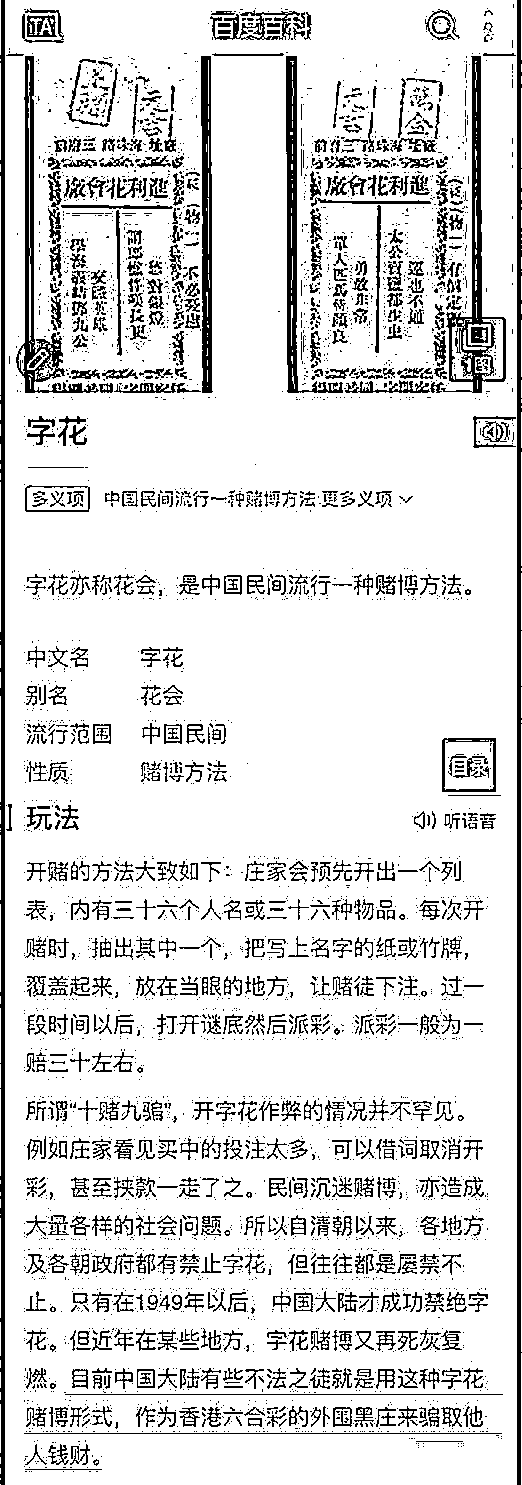 百度百科
進利花會廠
進利花會廠
字花
多义项 中国民间流行一种赌博方法 更多义项
字花亦称花会，是中国民间流行一种赌博方法。
中文名 字花
别名 花会
流行范围 中国民间
性质 赌博方法
目录
玩法
听语音
开赌的方法大致如下：庄家会预先开出一个列
表，内有三十六个人名或三十六种物品。每次开
赌时，抽出其中一个，把写上名字的纸或竹牌，
覆盖起来，放在当眼的地方，让赌徒下注。过一
段时间以后，打开谜底然后派彩。派彩一般为一
赔三十左右。
所谓“十赌九骗”，开字花作弊的情况并不罕见。
例如庄家看见买中的投注太多，可以借词取消开
彩，甚至挟款一走了之。民间沉迷赌博，亦造成
大量各样的社会问题。所以自清朝以来，各地方
及各朝政府都有禁止字花，但往往都是屡禁不
止。只有在1949年以后，中国大陆才成功禁绝字
花。但近年在某些地方，字花赌博又再死灰复
燃。目前中国大陆有些不法之徒就是用这种字花
赌博形式，作为香港六合彩的外围黑庄来骗取他
人钱财。